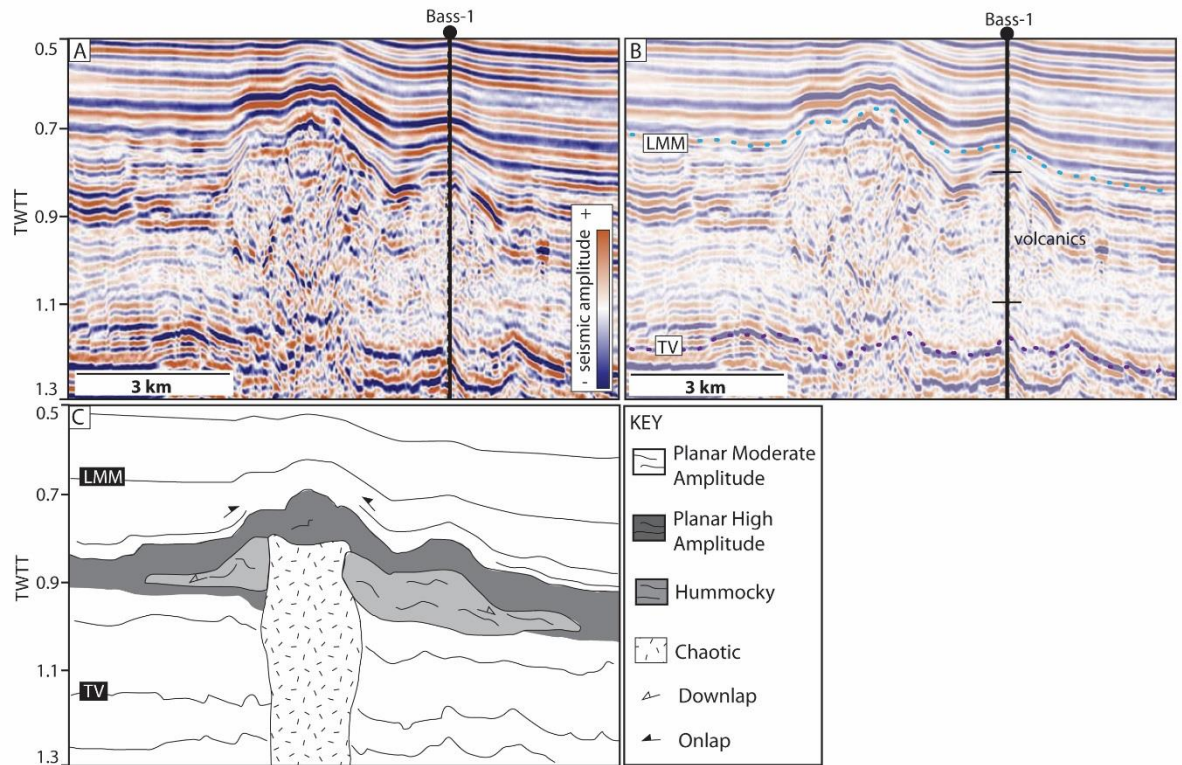 Bass-1
Bass-1
A
0.5
0.7
0.9
1.1
1.3
TWTT
- seismic amplitude +
3 km
B
LMM
volcanics
TV
3 km
C
0.5
0.7
0.9
1.1
1.3
TWTT
LMM
TV
KEY
Planar Moderate
Amplitude
Planar High
Amplitude
Hummocky
Chaotic
Downlap
Onlap